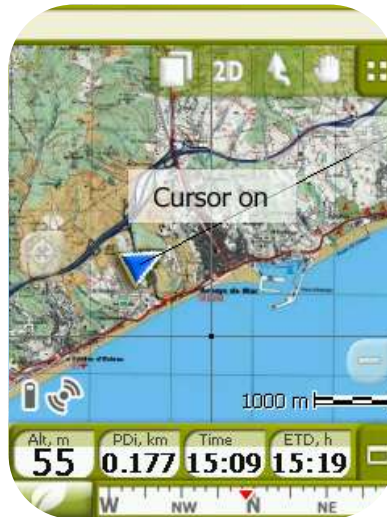 2D
Cursor on
1000 m
Alt, m
PDi, km
Time
ETD, h
55
0.177
15:09
15:19
W
NW
N
NE